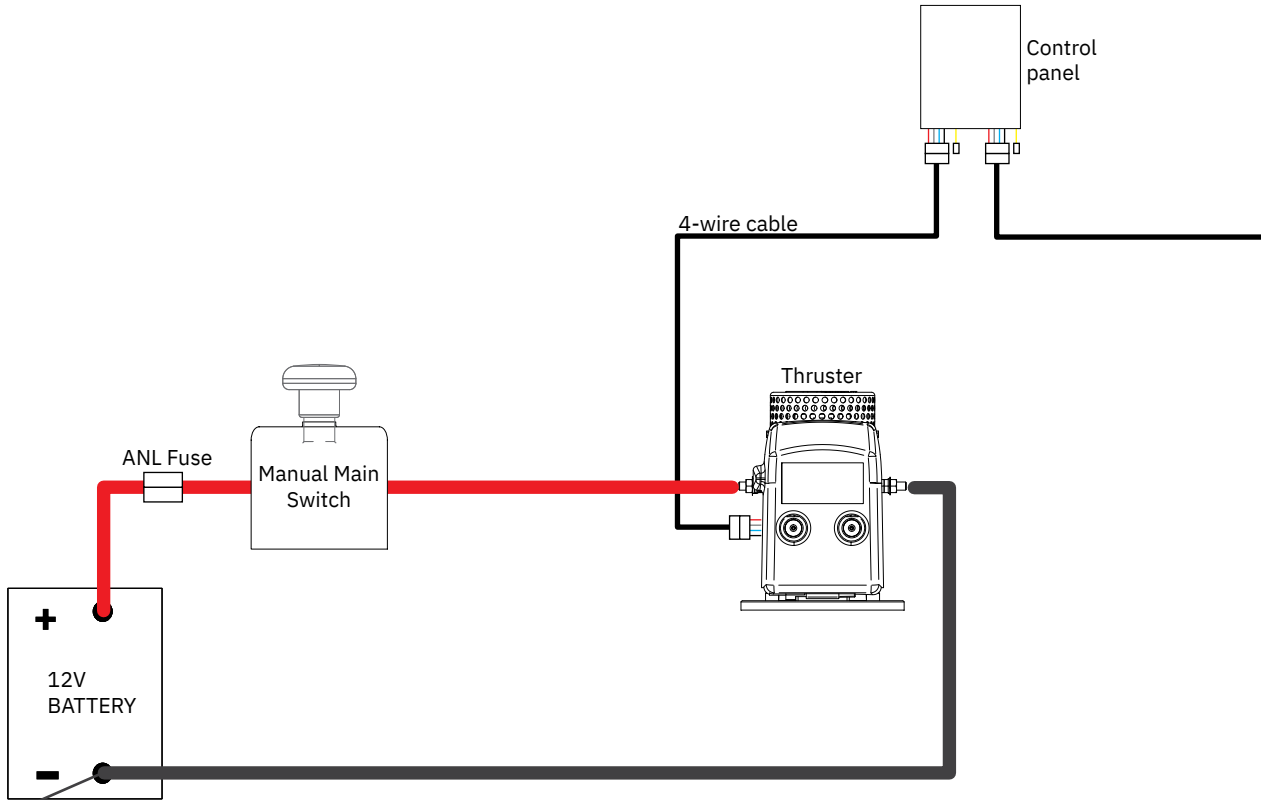 Control
panel
4-wire cable
Thruster
ANL Fuse
Manual Main
Switch
+
12V
BATTERY
-